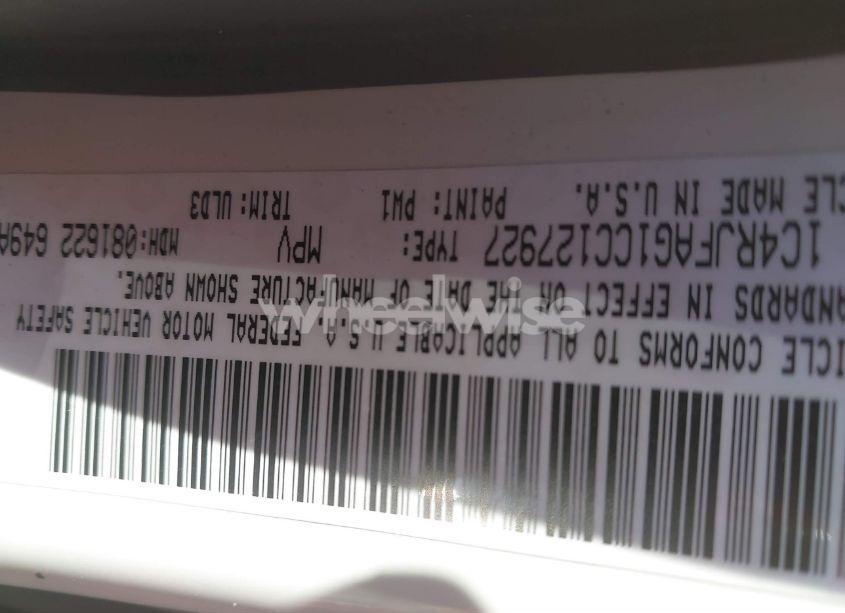 ICLE CONFORMS TO ALL APPLICABLE U.S.A. FEDERAL MOTOR VEHICLE SAFETY
ANDARDS IN EFFECT ON THE DATE OF MANUFACTURE SHOWN ABOVE.
1C4RJFAG1CC127927 TYPE: MPV MDH:081622 649A
CLE MADE IN U.S.A. PAINT: PW1 TRIM: ULD3
wheelwise